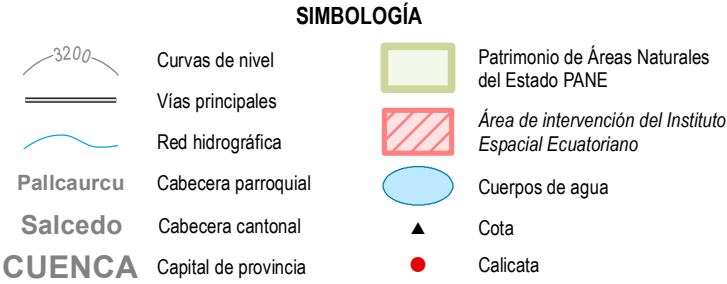 SIMBOLOGÍA
3200
Curvas de nivel
Vías principales
Red hidrográfica
Pallcaurcu
Cabecera parroquial
Salcedo
Cabecera cantonal
CUENCA
Capital de provincia
Patrimonio de Áreas Naturales
del Estado PANE
Área de intervención del Instituto
Espacial Ecuatoriano
Cuerpos de agua
Cota
Calicata